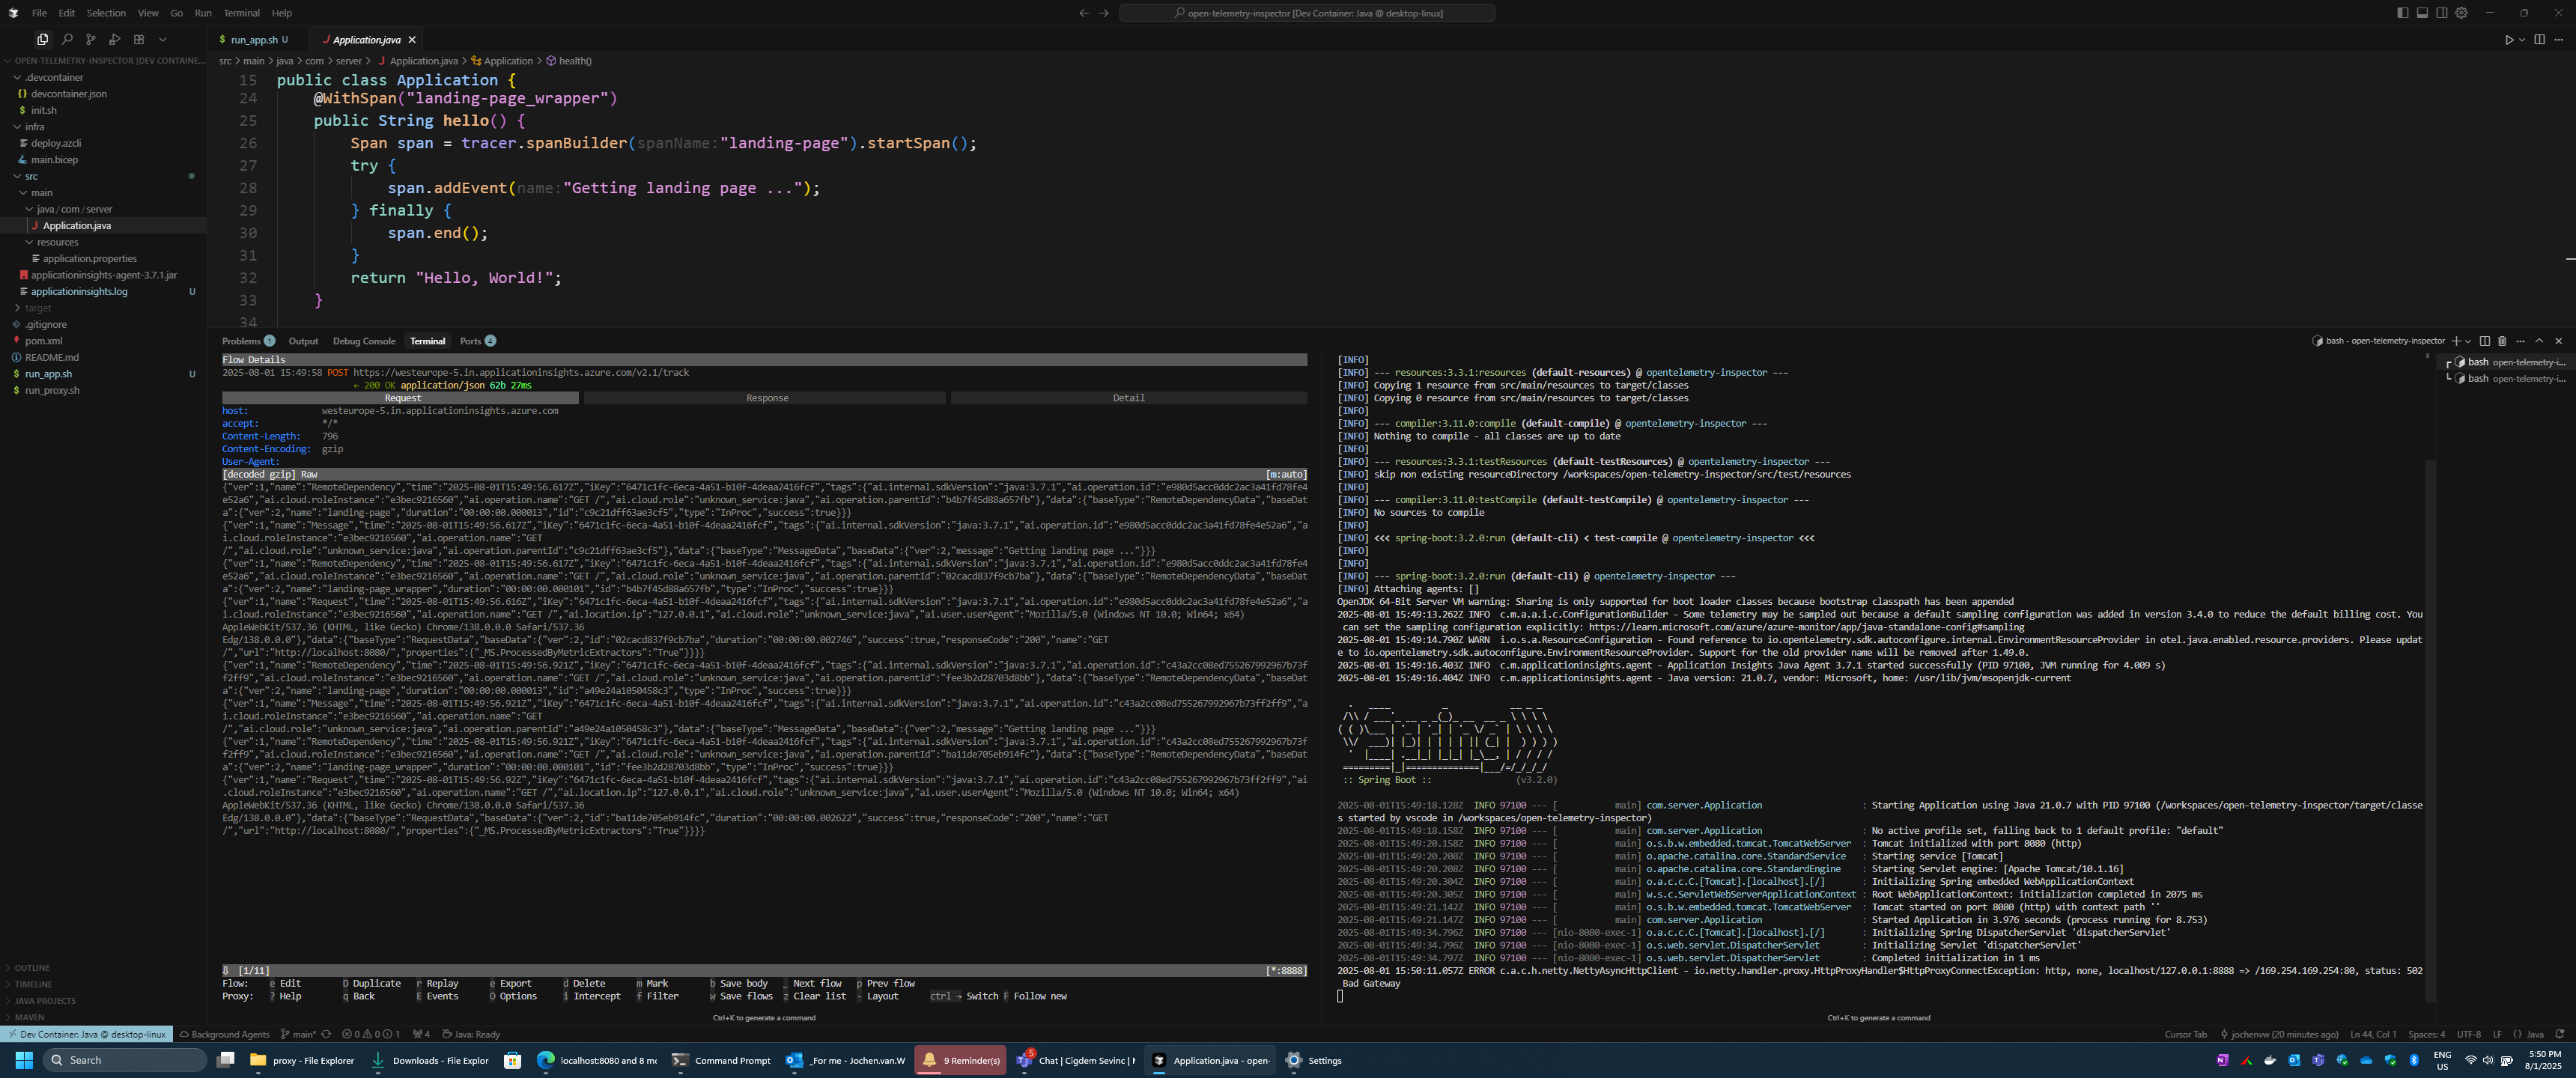 File Edit Selection View Go Run Terminal Help
open-telemetry-inspector [Dev Container: Java @ desktop-linux]
OPEN-TELEMETRY-INSPECTOR [DEV CONTAINE...
.devcontainer
devcontainer.json
init.sh
infra
deploy.azcli
main.bicep
src
main
java / com / server
Application.java
resources
application.properties
applicationinsights-agent-3.7.1.jar
applicationinsights.log U
target
.gitignore
pom.xml
README.md
run_app.sh U
run_proxy.sh
OUTLINE
TIMELINE
JAVA PROJECTS
MAVEN
run_app.sh U
Application.java
src > main > java > com > server > Application.java > Application > health()
15 public class Application {
24 @WithSpan("landing-page_wrapper")
25 public String hello() {
26 Span span = tracer.spanBuilder(spanName:"landing-page").startSpan();
27 try {
28 span.addEvent(name:"Getting landing page ...");
29 } finally {
30 span.end();
31 }
32 return "Hello, World!";
33 }
34
Problems 1 Output Debug Console Terminal Ports 4
bash - open-telemetry-inspector
bash open-telemetry-i...
bash open-telemetry-i...
Flow Details
2025-08-01 15:49:58 POST https://westeurope-5.in.applicationinsights.azure.com/v2.1/track
← 200 OK application/json 62b 27ms
Request Response Detail
host: westeurope-5.in.applicationinsights.azure.com
accept: */*
Content-Length: 796
Content-Encoding: gzip
User-Agent:
[decoded gzip] Raw [m:auto]
{"ver":1,"name":"RemoteDependency","time":"2025-08-01T15:49:56.617Z","iKey":"6471c1fc-6eca-4a51-b10f-4deaa2416fcf","tags":{"ai.internal.sdkVersion":"java:3.7.1","ai.operation.id":"e980d5acc0ddc2ac3a41fd78fe4
e52a6","ai.cloud.roleInstance":"e3bec9216560","ai.operation.name":"GET /","ai.cloud.role":"unknown_service:java","ai.operation.parentId":"b4b7f45d88a657fb"},"data":{"baseType":"RemoteDependencyData","baseDat
a":{"ver":2,"name":"landing-page","duration":"00:00:00.000013","id":"c9c21dff63ae3cf5","type":"InProc","success":true}}}
{"ver":1,"name":"Message","time":"2025-08-01T15:49:56.617Z","iKey":"6471c1fc-6eca-4a51-b10f-4deaa2416fcf","tags":{"ai.internal.sdkVersion":"java:3.7.1","ai.operation.id":"e980d5acc0ddc2ac3a41fd78fe4e52a6","a
i.cloud.roleInstance":"e3bec9216560","ai.operation.name":"GET
/","ai.cloud.role":"unknown_service:java","ai.operation.parentId":"c9c21dff63ae3cf5"},"data":{"baseType":"MessageData","baseData":{"ver":2,"message":"Getting landing page ..."}}}
{"ver":1,"name":"RemoteDependency","time":"2025-08-01T15:49:56.617Z","iKey":"6471c1fc-6eca-4a51-b10f-4deaa2416fcf","tags":{"ai.internal.sdkVersion":"java:3.7.1","ai.operation.id":"e980d5acc0ddc2ac3a41fd78fe4
e52a6","ai.cloud.roleInstance":"e3bec9216560","ai.operation.name":"GET /","ai.cloud.role":"unknown_service:java","ai.operation.parentId":"02cacd837f9cb7ba"},"data":{"baseType":"RemoteDependencyData","baseDat
a":{"ver":2,"name":"landing-page_wrapper","duration":"00:00:00.000101","id":"b4b7f45d88a657fb","type":"InProc","success":true}}}
{"ver":1,"name":"Request","time":"2025-08-01T15:49:56.616Z","iKey":"6471c1fc-6eca-4a51-b10f-4deaa2416fcf","tags":{"ai.internal.sdkVersion":"java:3.7.1","ai.operation.id":"e980d5acc0ddc2ac3a41fd78fe4e52a6","a
i.cloud.roleInstance":"e3bec9216560","ai.operation.name":"GET /","ai.location.ip":"127.0.0.1","ai.cloud.role":"unknown_service:java","ai.user.userAgent":"Mozilla/5.0 (Windows NT 10.0; Win64; x64)
AppleWebKit/537.36 (KHTML, like Gecko) Chrome/138.0.0.0 Safari/537.36
Edg/138.0.0.0"},"data":{"baseType":"RequestData","baseData":{"ver":2,"id":"02cacd837f9cb7ba","duration":"00:00:00.002746","success":true,"responseCode":"200","name":"GET
/","url":"http://localhost:8080/","properties":{"_MS.ProcessedByMetricExtractors":"True"}}}}
{"ver":1,"name":"RemoteDependency","time":"2025-08-01T15:49:56.921Z","iKey":"6471c1fc-6eca-4a51-b10f-4deaa2416fcf","tags":{"ai.internal.sdkVersion":"java:3.7.1","ai.operation.id":"c43a2cc08ed755267992967b73f
f2ff9","ai.cloud.roleInstance":"e3bec9216560","ai.operation.name":"GET /","ai.cloud.role":"unknown_service:java","ai.operation.parentId":"fee3b2d28703d8bb"},"data":{"baseType":"RemoteDependencyData","baseDat
a":{"ver":2,"name":"landing-page","duration":"00:00:00.000013","id":"a49e24a1050458c3","type":"InProc","success":true}}}
{"ver":1,"name":"Message","time":"2025-08-01T15:49:56.921Z","iKey":"6471c1fc-6eca-4a51-b10f-4deaa2416fcf","tags":{"ai.internal.sdkVersion":"java:3.7.1","ai.operation.id":"c43a2cc08ed755267992967b73ff2ff9","a
i.cloud.roleInstance":"e3bec9216560","ai.operation.name":"GET
/","ai.cloud.role":"unknown_service:java","ai.operation.parentId":"a49e24a1050458c3"},"data":{"baseType":"MessageData","baseData":{"ver":2,"message":"Getting landing page ..."}}}
{"ver":1,"name":"RemoteDependency","time":"2025-08-01T15:49:56.921Z","iKey":"6471c1fc-6eca-4a51-b10f-4deaa2416fcf","tags":{"ai.internal.sdkVersion":"java:3.7.1","ai.operation.id":"c43a2cc08ed755267992967b73f
f2ff9","ai.cloud.roleInstance":"e3bec9216560","ai.operation.name":"GET /","ai.cloud.role":"unknown_service:java","ai.operation.parentId":"ba11de705eb914fc"},"data":{"baseType":"RemoteDependencyData","baseDat
a":{"ver":2,"name":"landing-page_wrapper","duration":"00:00:00.000101","id":"fee3b2d28703d8bb","type":"InProc","success":true}}}
{"ver":1,"name":"Request","time":"2025-08-01T15:49:56.92Z","iKey":"6471c1fc-6eca-4a51-b10f-4deaa2416fcf","tags":{"ai.internal.sdkVersion":"java:3.7.1","ai.operation.id":"c43a2cc08ed755267992967b73ff2ff9","ai
.cloud.roleInstance":"e3bec9216560","ai.operation.name":"GET /","ai.location.ip":"127.0.0.1","ai.cloud.role":"unknown_service:java","ai.user.userAgent":"Mozilla/5.0 (Windows NT 10.0; Win64; x64)
AppleWebKit/537.36 (KHTML, like Gecko) Chrome/138.0.0.0 Safari/537.36
Edg/138.0.0.0"},"data":{"baseType":"RequestData","baseData":{"ver":2,"id":"ba11de705eb914fc","duration":"00:00:00.002622","success":true,"responseCode":"200","name":"GET
/","url":"http://localhost:8080/","properties":{"_MS.ProcessedByMetricExtractors":"True"}}}}
⇩ [1/11] [*:8888]
Flow: e Edit D Duplicate r Replay e Export d Delete m Mark b Save body _ Next flow p Prev flow
Proxy: ? Help q Back E Events O Options i Intercept f Filter w Save flows z Clear list - Layout ctrl → Switch F Follow new
Ctrl+K to generate a command
[INFO]
[INFO] --- resources:3.3.1:resources (default-resources) @ opentelemetry-inspector ---
[INFO] Copying 1 resource from src/main/resources to target/classes
[INFO] Copying 0 resource from src/main/resources to target/classes
[INFO]
[INFO] --- compiler:3.11.0:compile (default-compile) @ opentelemetry-inspector ---
[INFO] Nothing to compile - all classes are up to date
[INFO]
[INFO] --- resources:3.3.1:testResources (default-testResources) @ opentelemetry-inspector ---
[INFO] skip non existing resourceDirectory /workspaces/open-telemetry-inspector/src/test/resources
[INFO]
[INFO] --- compiler:3.11.0:testCompile (default-testCompile) @ opentelemetry-inspector ---
[INFO] No sources to compile
[INFO]
[INFO] <<< spring-boot:3.2.0:run (default-cli) < test-compile @ opentelemetry-inspector <<<
[INFO]
[INFO]
[INFO] --- spring-boot:3.2.0:run (default-cli) @ opentelemetry-inspector ---
[INFO] Attaching agents: []
OpenJDK 64-Bit Server VM warning: Sharing is only supported for boot loader classes because bootstrap classpath has been appended
2025-08-01 15:49:13.262Z INFO c.m.a.a.i.c.ConfigurationBuilder - Some telemetry may be sampled out because a default sampling configuration was added in version 3.4.0 to reduce the default billing cost. You
can set the sampling configuration explicitly: https://learn.microsoft.com/azure/azure-monitor/app/java-standalone-config#sampling
2025-08-01 15:49:14.790Z WARN i.o.s.a.ResourceConfiguration - Found reference to io.opentelemetry.sdk.autoconfigure.internal.EnvironmentResourceProvider in otel.java.enabled.resource.providers. Please updat
e to io.opentelemetry.sdk.autoconfigure.EnvironmentResourceProvider. Support for the old provider name will be removed after 1.49.0.
2025-08-01 15:49:16.403Z INFO c.m.applicationinsights.agent - Application Insights Java Agent 3.7.1 started successfully (PID 97100, JVM running for 4.009 s)
2025-08-01 15:49:16.404Z INFO c.m.applicationinsights.agent - Java version: 21.0.7, vendor: Microsoft, home: /usr/lib/jvm/msopenjdk-current
:: Spring Boot :: (v3.2.0)
2025-08-01T15:49:18.128Z INFO 97100 --- [ main] com.server.Application : Starting Application using Java 21.0.7 with PID 97100 (/workspaces/open-telemetry-inspector/target/classe
s started by vscode in /workspaces/open-telemetry-inspector)
2025-08-01T15:49:18.158Z INFO 97100 --- [ main] com.server.Application : No active profile set, falling back to 1 default profile: "default"
2025-08-01T15:49:20.158Z INFO 97100 --- [ main] o.s.b.w.embedded.tomcat.TomcatWebServer : Tomcat initialized with port 8080 (http)
2025-08-01T15:49:20.208Z INFO 97100 --- [ main] o.apache.catalina.core.StandardService : Starting service [Tomcat]
2025-08-01T15:49:20.208Z INFO 97100 --- [ main] o.apache.catalina.core.StandardEngine : Starting Servlet engine: [Apache Tomcat/10.1.16]
2025-08-01T15:49:20.304Z INFO 97100 --- [ main] o.a.c.c.C.[Tomcat].[localhost].[/] : Initializing Spring embedded WebApplicationContext
2025-08-01T15:49:20.305Z INFO 97100 --- [ main] w.s.c.ServletWebServerApplicationContext : Root WebApplicationContext: initialization completed in 2075 ms
2025-08-01T15:49:21.142Z INFO 97100 --- [ main] o.s.b.w.embedded.tomcat.TomcatWebServer : Tomcat started on port 8080 (http) with context path ''
2025-08-01T15:49:21.147Z INFO 97100 --- [ main] com.server.Application : Started Application in 3.976 seconds (process running for 8.753)
2025-08-01T15:49:34.796Z INFO 97100 --- [nio-8080-exec-1] o.a.c.c.C.[Tomcat].[localhost].[/] : Initializing Spring DispatcherServlet 'dispatcherServlet'
2025-08-01T15:49:34.796Z INFO 97100 --- [nio-8080-exec-1] o.s.web.servlet.DispatcherServlet : Initializing Servlet 'dispatcherServlet'
2025-08-01T15:49:34.797Z INFO 97100 --- [nio-8080-exec-1] o.s.web.servlet.DispatcherServlet : Completed initialization in 1 ms
2025-08-01 15:50:11.057Z ERROR c.a.c.h.netty.NettyAsyncHttpClient - io.netty.handler.proxy.HttpProxyHandler$HttpProxyConnectException: http, none, localhost/127.0.0.1:8888 => /169.254.169.254:80, status: 502
Bad Gateway
Ctrl+K to generate a command
Dev Container: Java @ desktop-linux Background Agents main* 0 0 1 4 Java: Ready
Cursor Tab jochenvw (20 minutes ago) Ln 44, Col 1 Spaces: 4 UTF-8 LF {} Java
Search
proxy - File Explorer
Downloads - File Explor
localhost:8080 and 8 mo
Command Prompt
_For me - Jochen.van.W
9 Reminder(s)
5
Chat | Cigdem Sevinc |
Application.java - open-
Settings
ENG
US
5:50 PM
8/1/2025